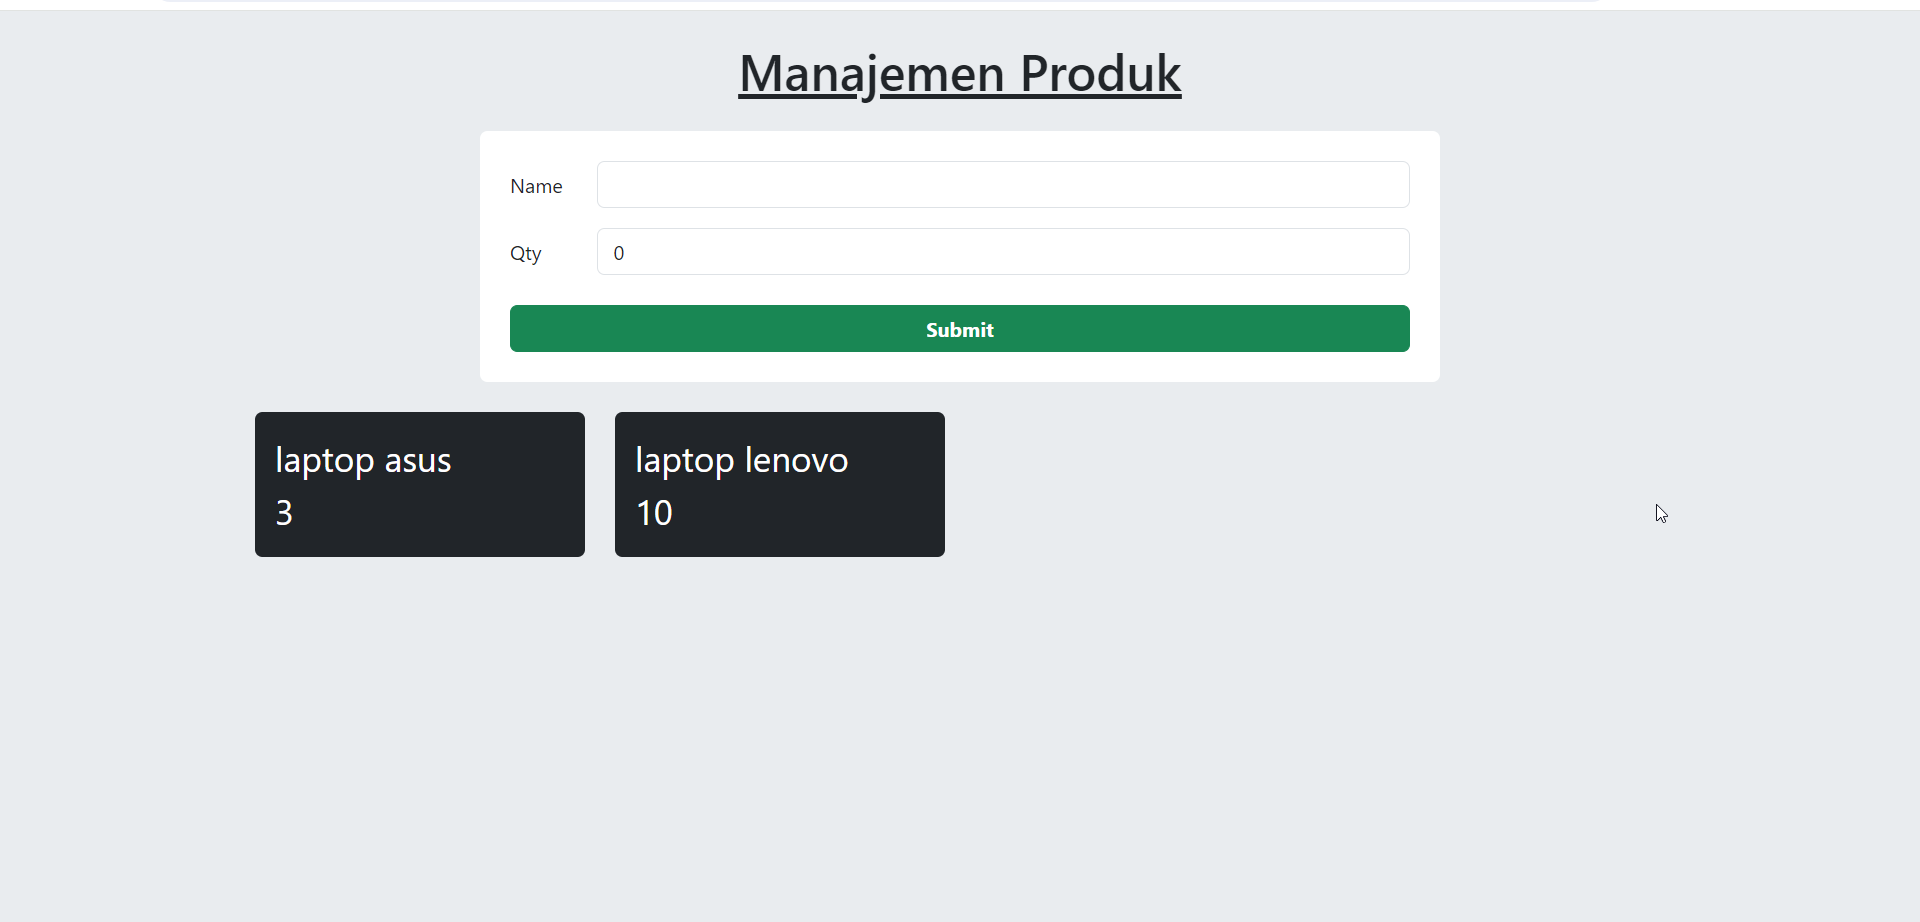 Manajemen Produk
Name
Qty
0
Submit
laptop asus
3
laptop lenovo
10